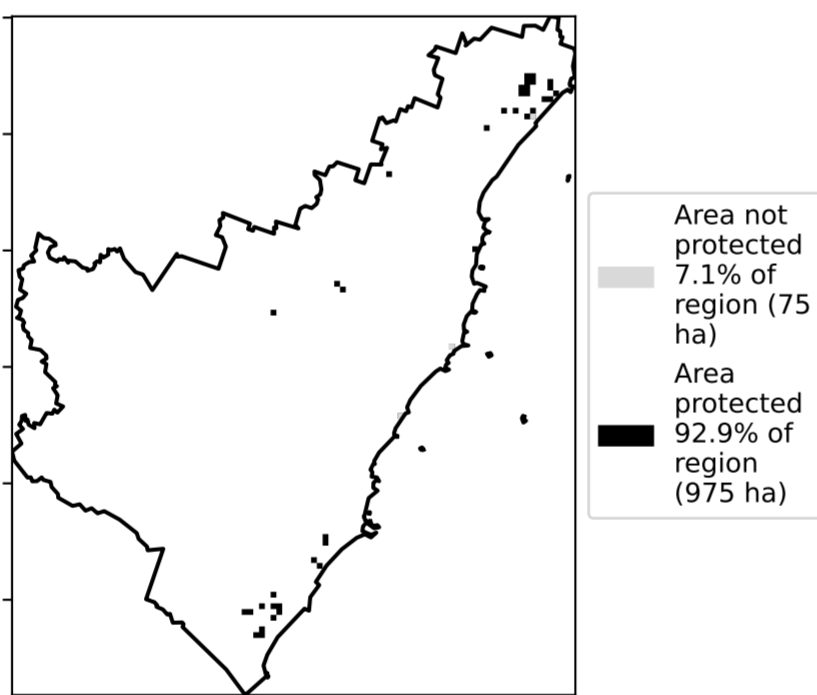 Area not
protected
7.1% of
region (75
ha)
Area
protected
92.9% of
region
(975 ha)